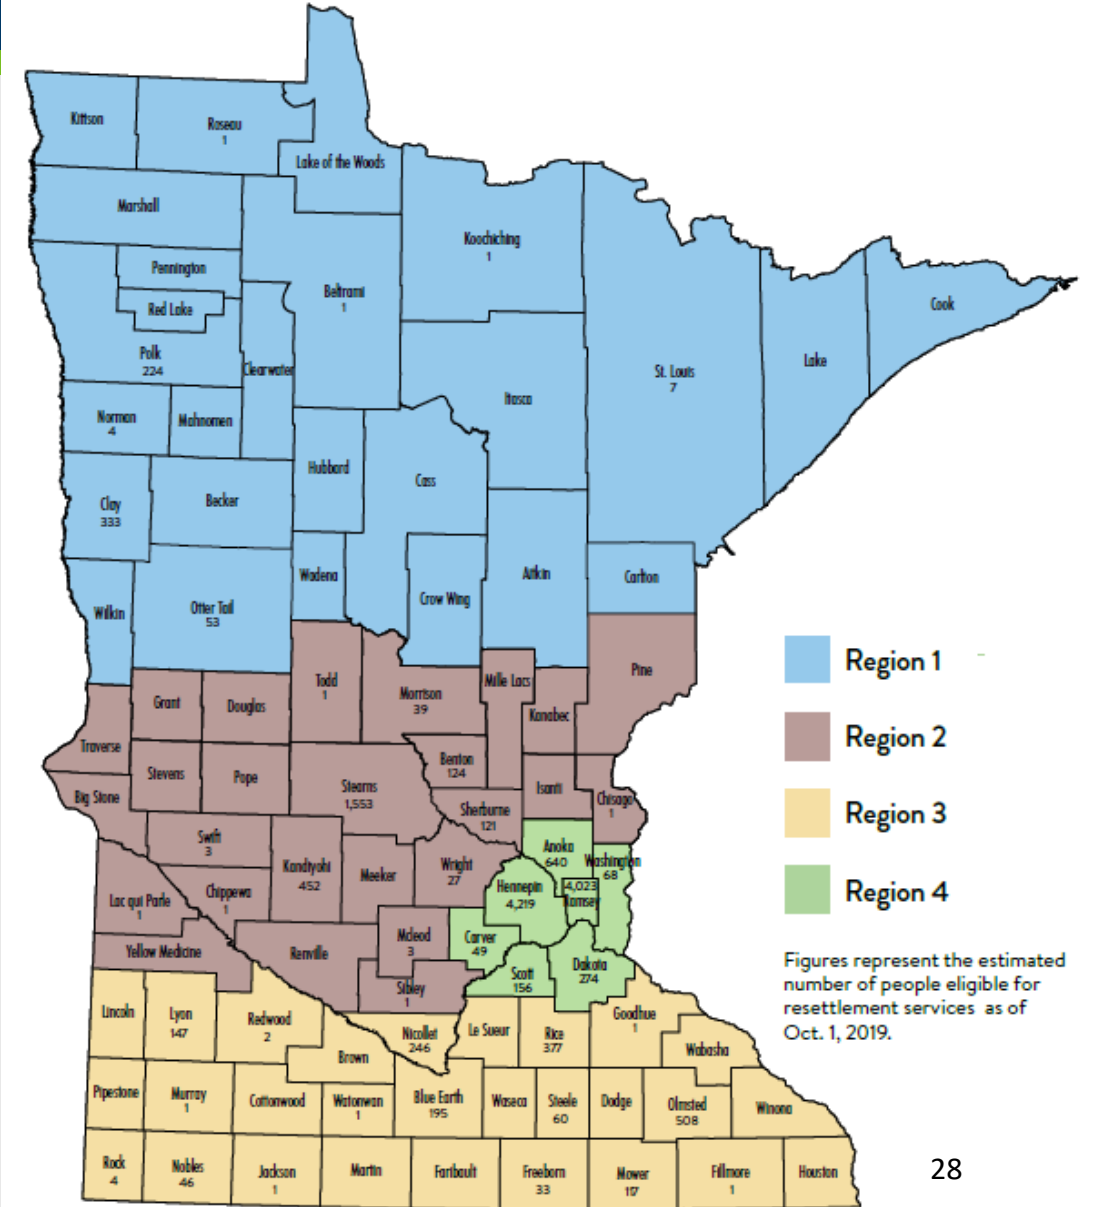 Kittson
Roseau
1
Lake of the Woods
Marshall
Koochiching
1
Pennington
Beltrami
1
Red Lake
Cook
Polk
224
Clearwater
Lake
St. Louis
7
Itasca
Norman
4
Mahnomen
Hubbard
Cass
Clay
333
Becker
Wadena
Aitkin
Carlton
Wilkin
Otter Tail
53
Crow Wing
Todd
1
Morrison
39
Mille Lacs
Pine
Grant
Douglas
Kanabec
Traverse
Stevens
Pope
Benton
124
Big Stone
Stearns
1,553
Isanti
Chisago
1
Sherburne
121
Swift
3
Kandiyohi
452
Meeker
Wright
27
Anoka
640
Washington
68
Hennepin
4,219
4,023
Ramsey
Lac qui Parle
1
Chippewa
1
Yellow Medicine
Renville
Mcleod
3
Carver
49
Scott
156
Dakota
274
Sibley
1
Lincoln
Lyon
147
Redwood
2
Nicollet
246
Le Sueur
Rice
377
Goodhue
1
Brown
Wabasha
Pipestone
Murray
1
Cottonwood
Watonwan
1
Blue Earth
195
Waseca
Steele
60
Dodge
Olmsted
508
Winona
Rock
4
Nobles
46
Jackson
1
Martin
Faribault
Freeborn
33
Mower
Fillmore
1
Houston
Region 1
Region 2
Region 3
Region 4
Figures represent the estimated
number of people eligible for
resettlement services as of
Oct. 1, 2019.
28